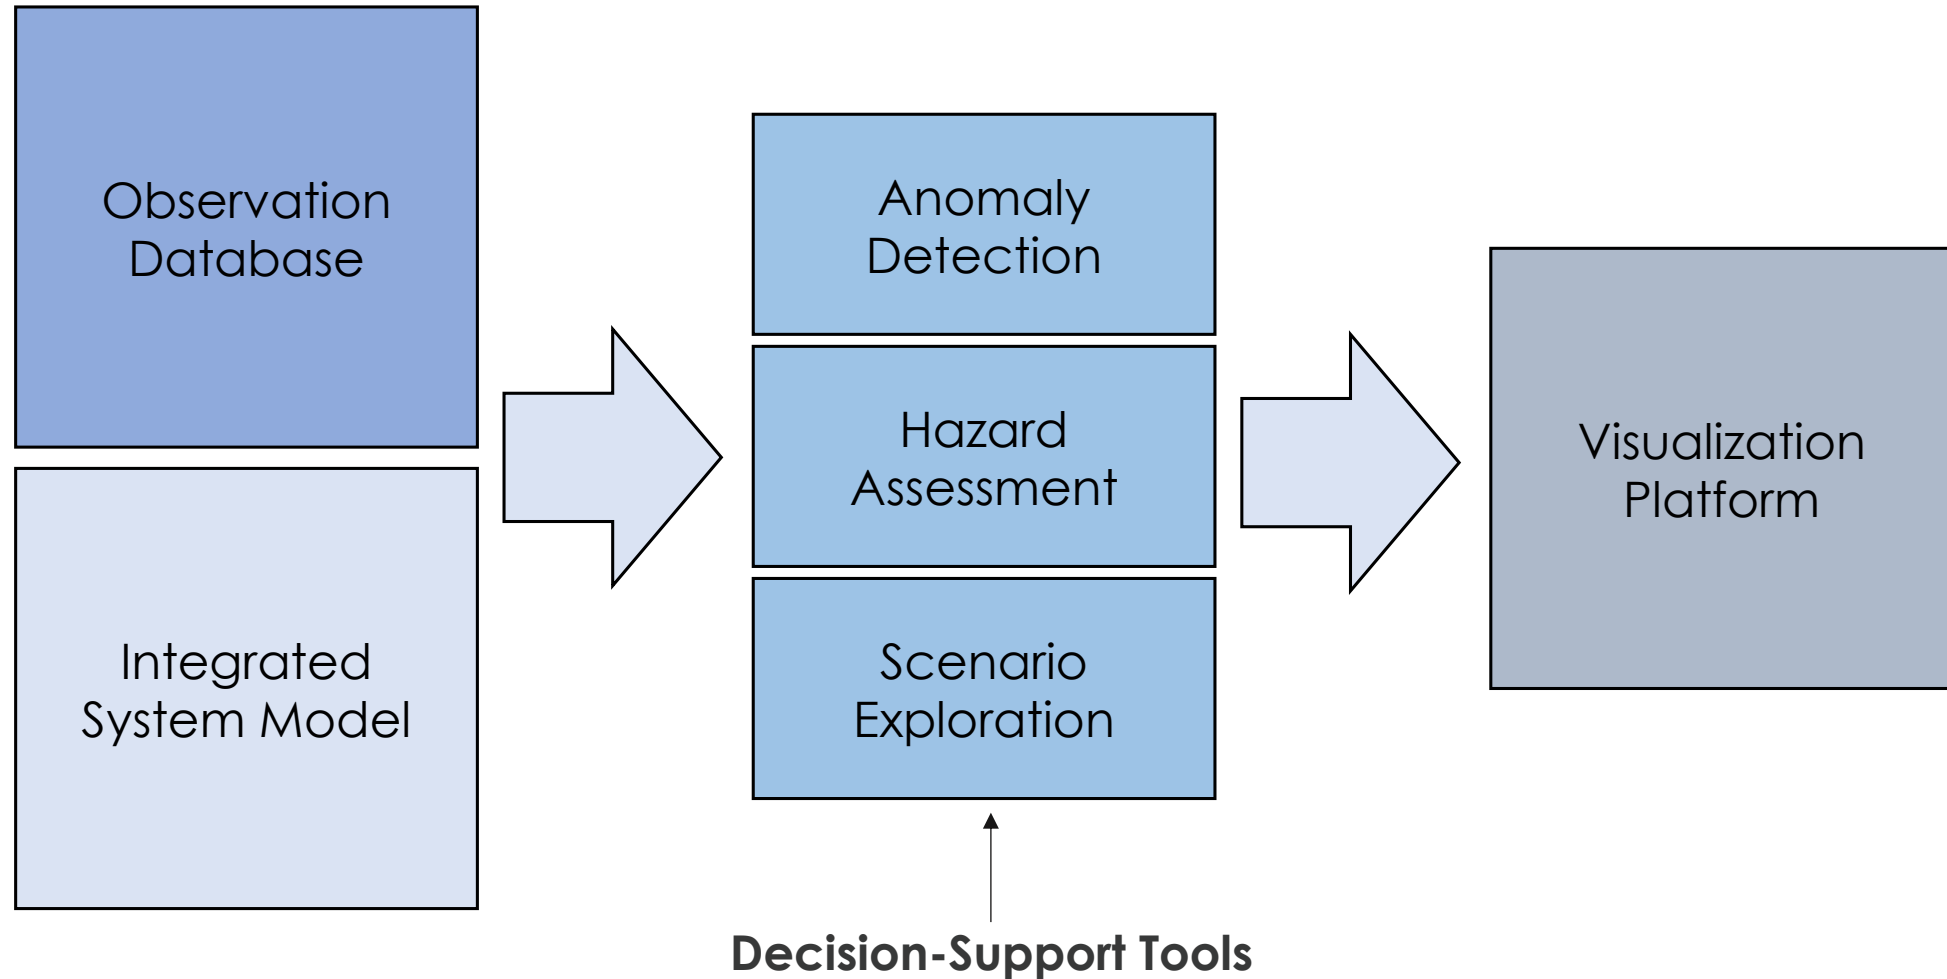 Observation
Database
Integrated
System Model
Anomaly
Detection
Hazard
Assessment
Scenario
Exploration
Decision-Support Tools
Visualization
Platform